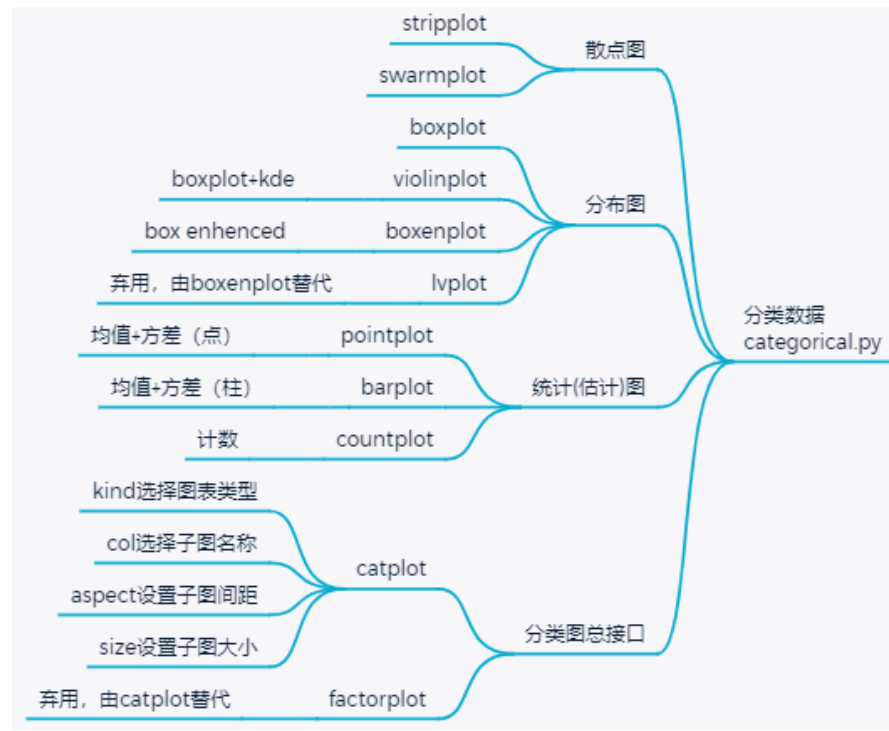 stripplot
散点图
swarmplot
boxplot
boxplot+kde
violinplot
分布图
box enhenced
boxenplot
弃用，由boxenplot替代
lvplot
分类数据
categorical.py
均值+方差（点）
pointplot
均值+方差（柱）
barplot
统计(估计)图
计数
countplot
kind选择图表类型
col选择子图名称
catplot
aspect设置子图间距
分类图总接口
size设置子图大小
弃用，由catplot替代
factorplot